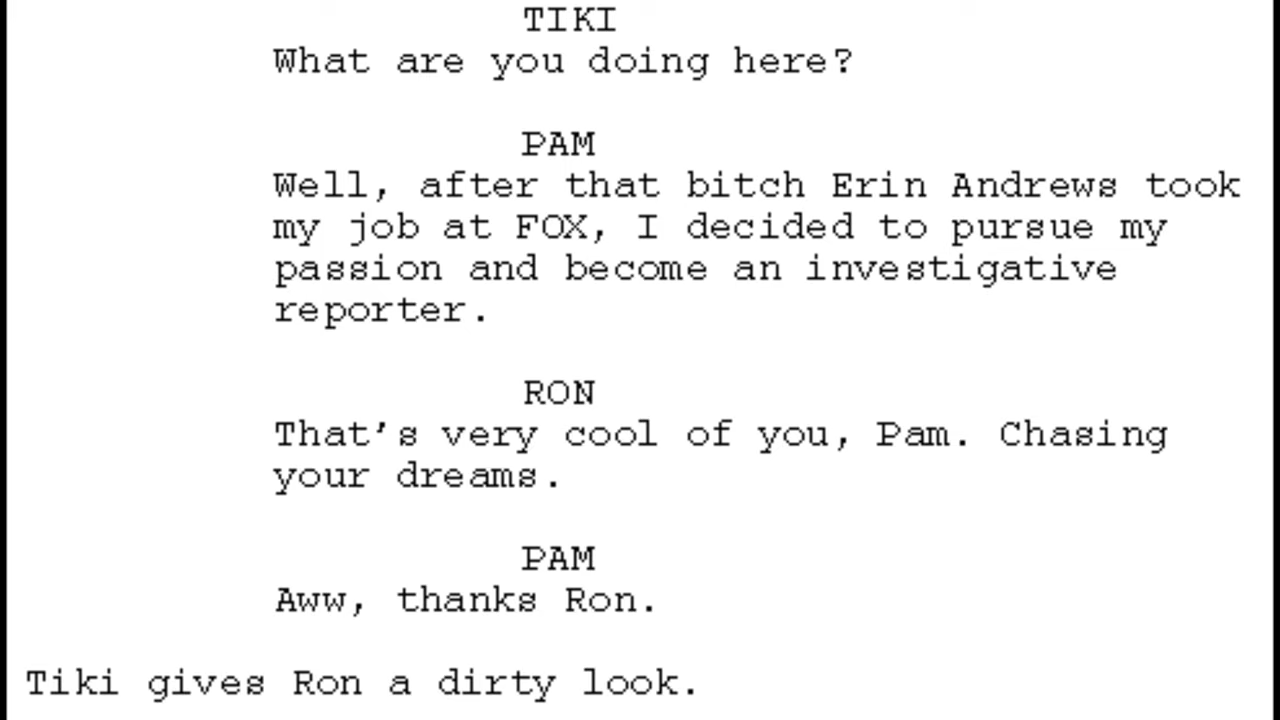 TIKI
What are you doing here?
PAM
Well, after that bitch Erin Andrews took
my job at FOX, I decided to pursue my
passion and become an investigative
reporter.
RON
That's very cool of you, Pam. Chasing
your dreams.
PAM
Aww, thanks Ron.
Tiki gives Ron a dirty look.